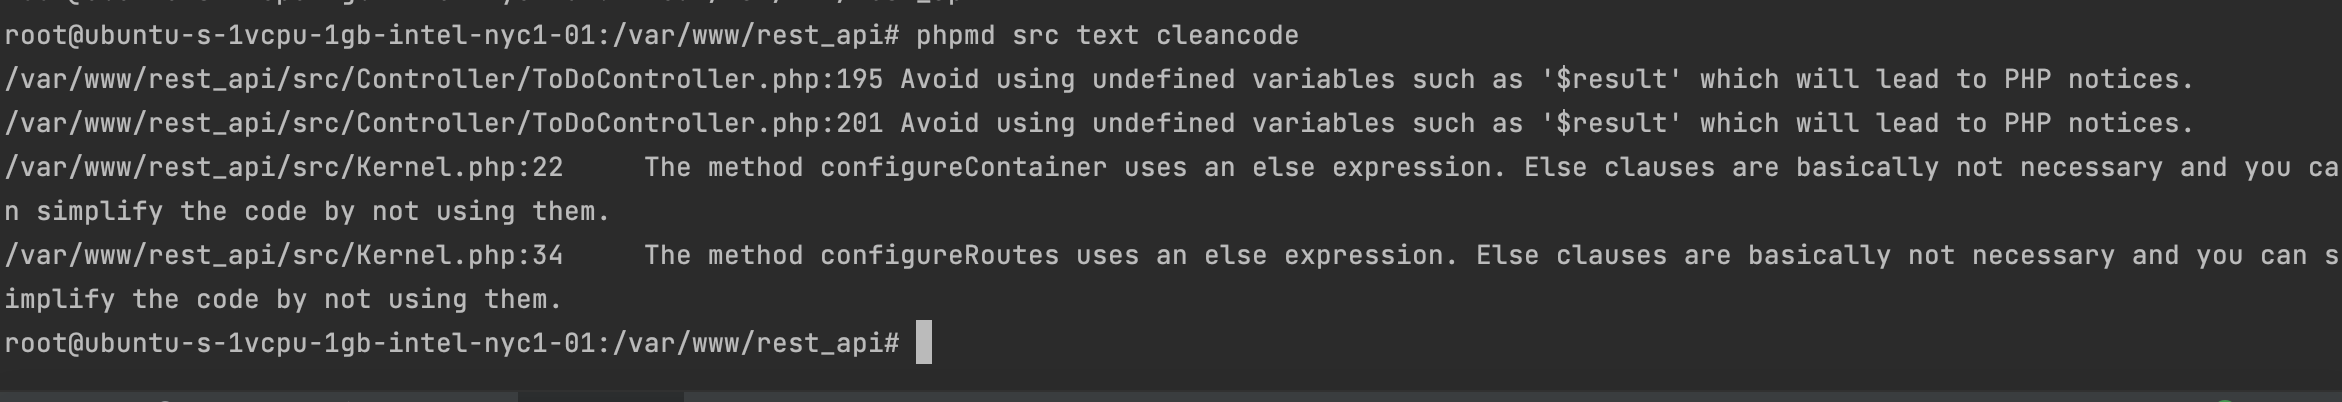 root@ubuntu-s-1vcpu-1gb-intel-nyc1-01:/var/www/rest_api# phpmd src text cleancode
/var/www/rest_api/src/Controller/ToDoController.php:195 Avoid using undefined variables such as '$result' which will lead to PHP notices.
/var/www/rest_api/src/Controller/ToDoController.php:201 Avoid using undefined variables such as '$result' which will lead to PHP notices.
/var/www/rest_api/src/Kernel.php:22     The method configureContainer uses an else expression. Else clauses are basically not necessary and you ca
n simplify the code by not using them.
/var/www/rest_api/src/Kernel.php:34     The method configureRoutes uses an else expression. Else clauses are basically not necessary and you can s
implify the code by not using them.
root@ubuntu-s-1vcpu-1gb-intel-nyc1-01:/var/www/rest_api#